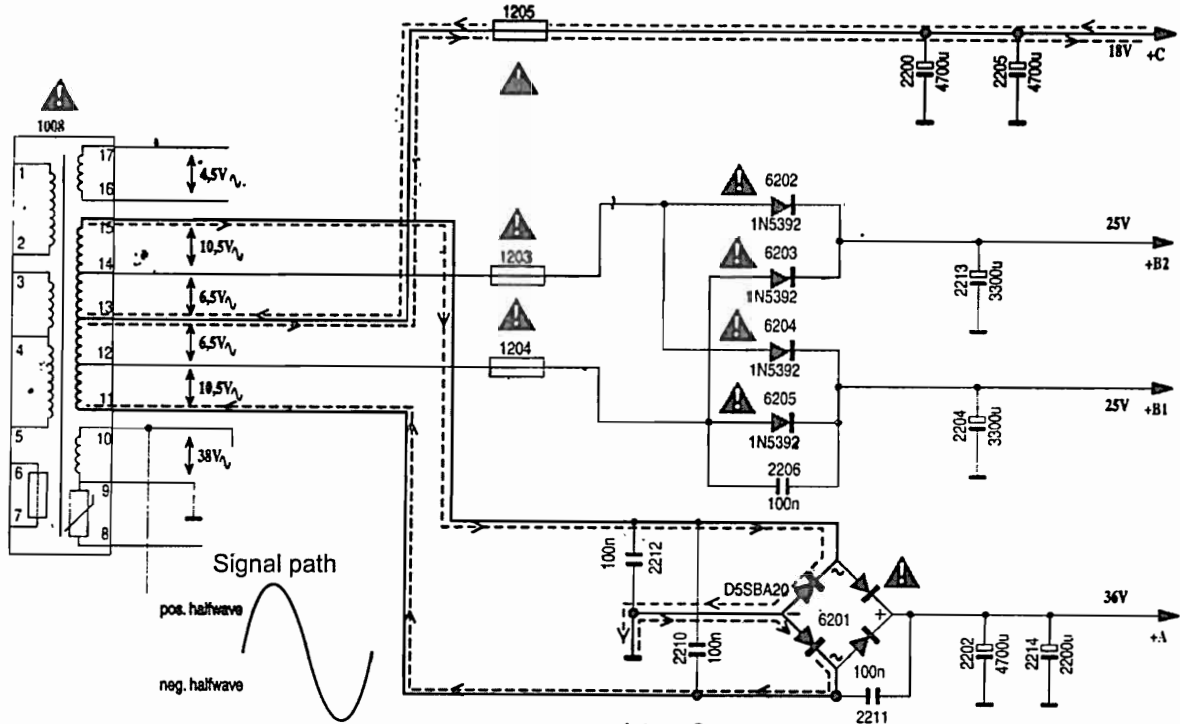 1205
18V
+C
2200
4700u
2205
4700u
1008
17
4,5V
16
1
2
15
10,5V
14
6202
1N5392
25V
+B2
1203
6203
1N5392
2213
3300u
3
6,5V
13
6,5V
4
12
1204
6204
1N5392
10,5V
11
6205
1N5392
25V
+B1
2204
3300u
2206
100n
5
10
38V
6
9
7
8
Signal path
pos. halfwave
neg. halfwave
100n
2212
2210
100n
D5SBA20
~
6201
-
+
~
100n
2211
36V
+A
2202
4700u
2214
2200u